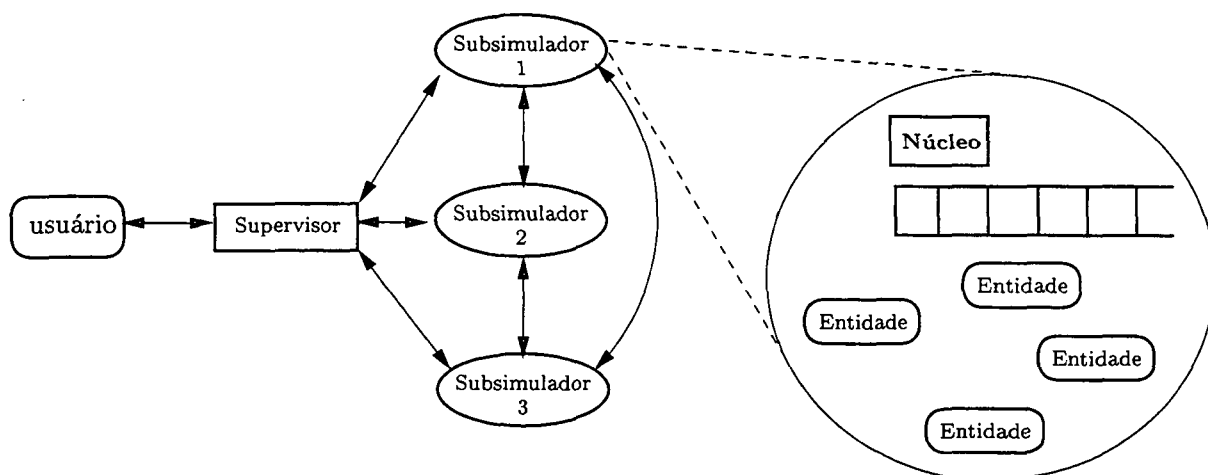 Subsimulador
1
Núcleo
usuário
Supervisor
Subsimulador
2
Entidade
Entidade
Entidade
Subsimulador
3
Entidade